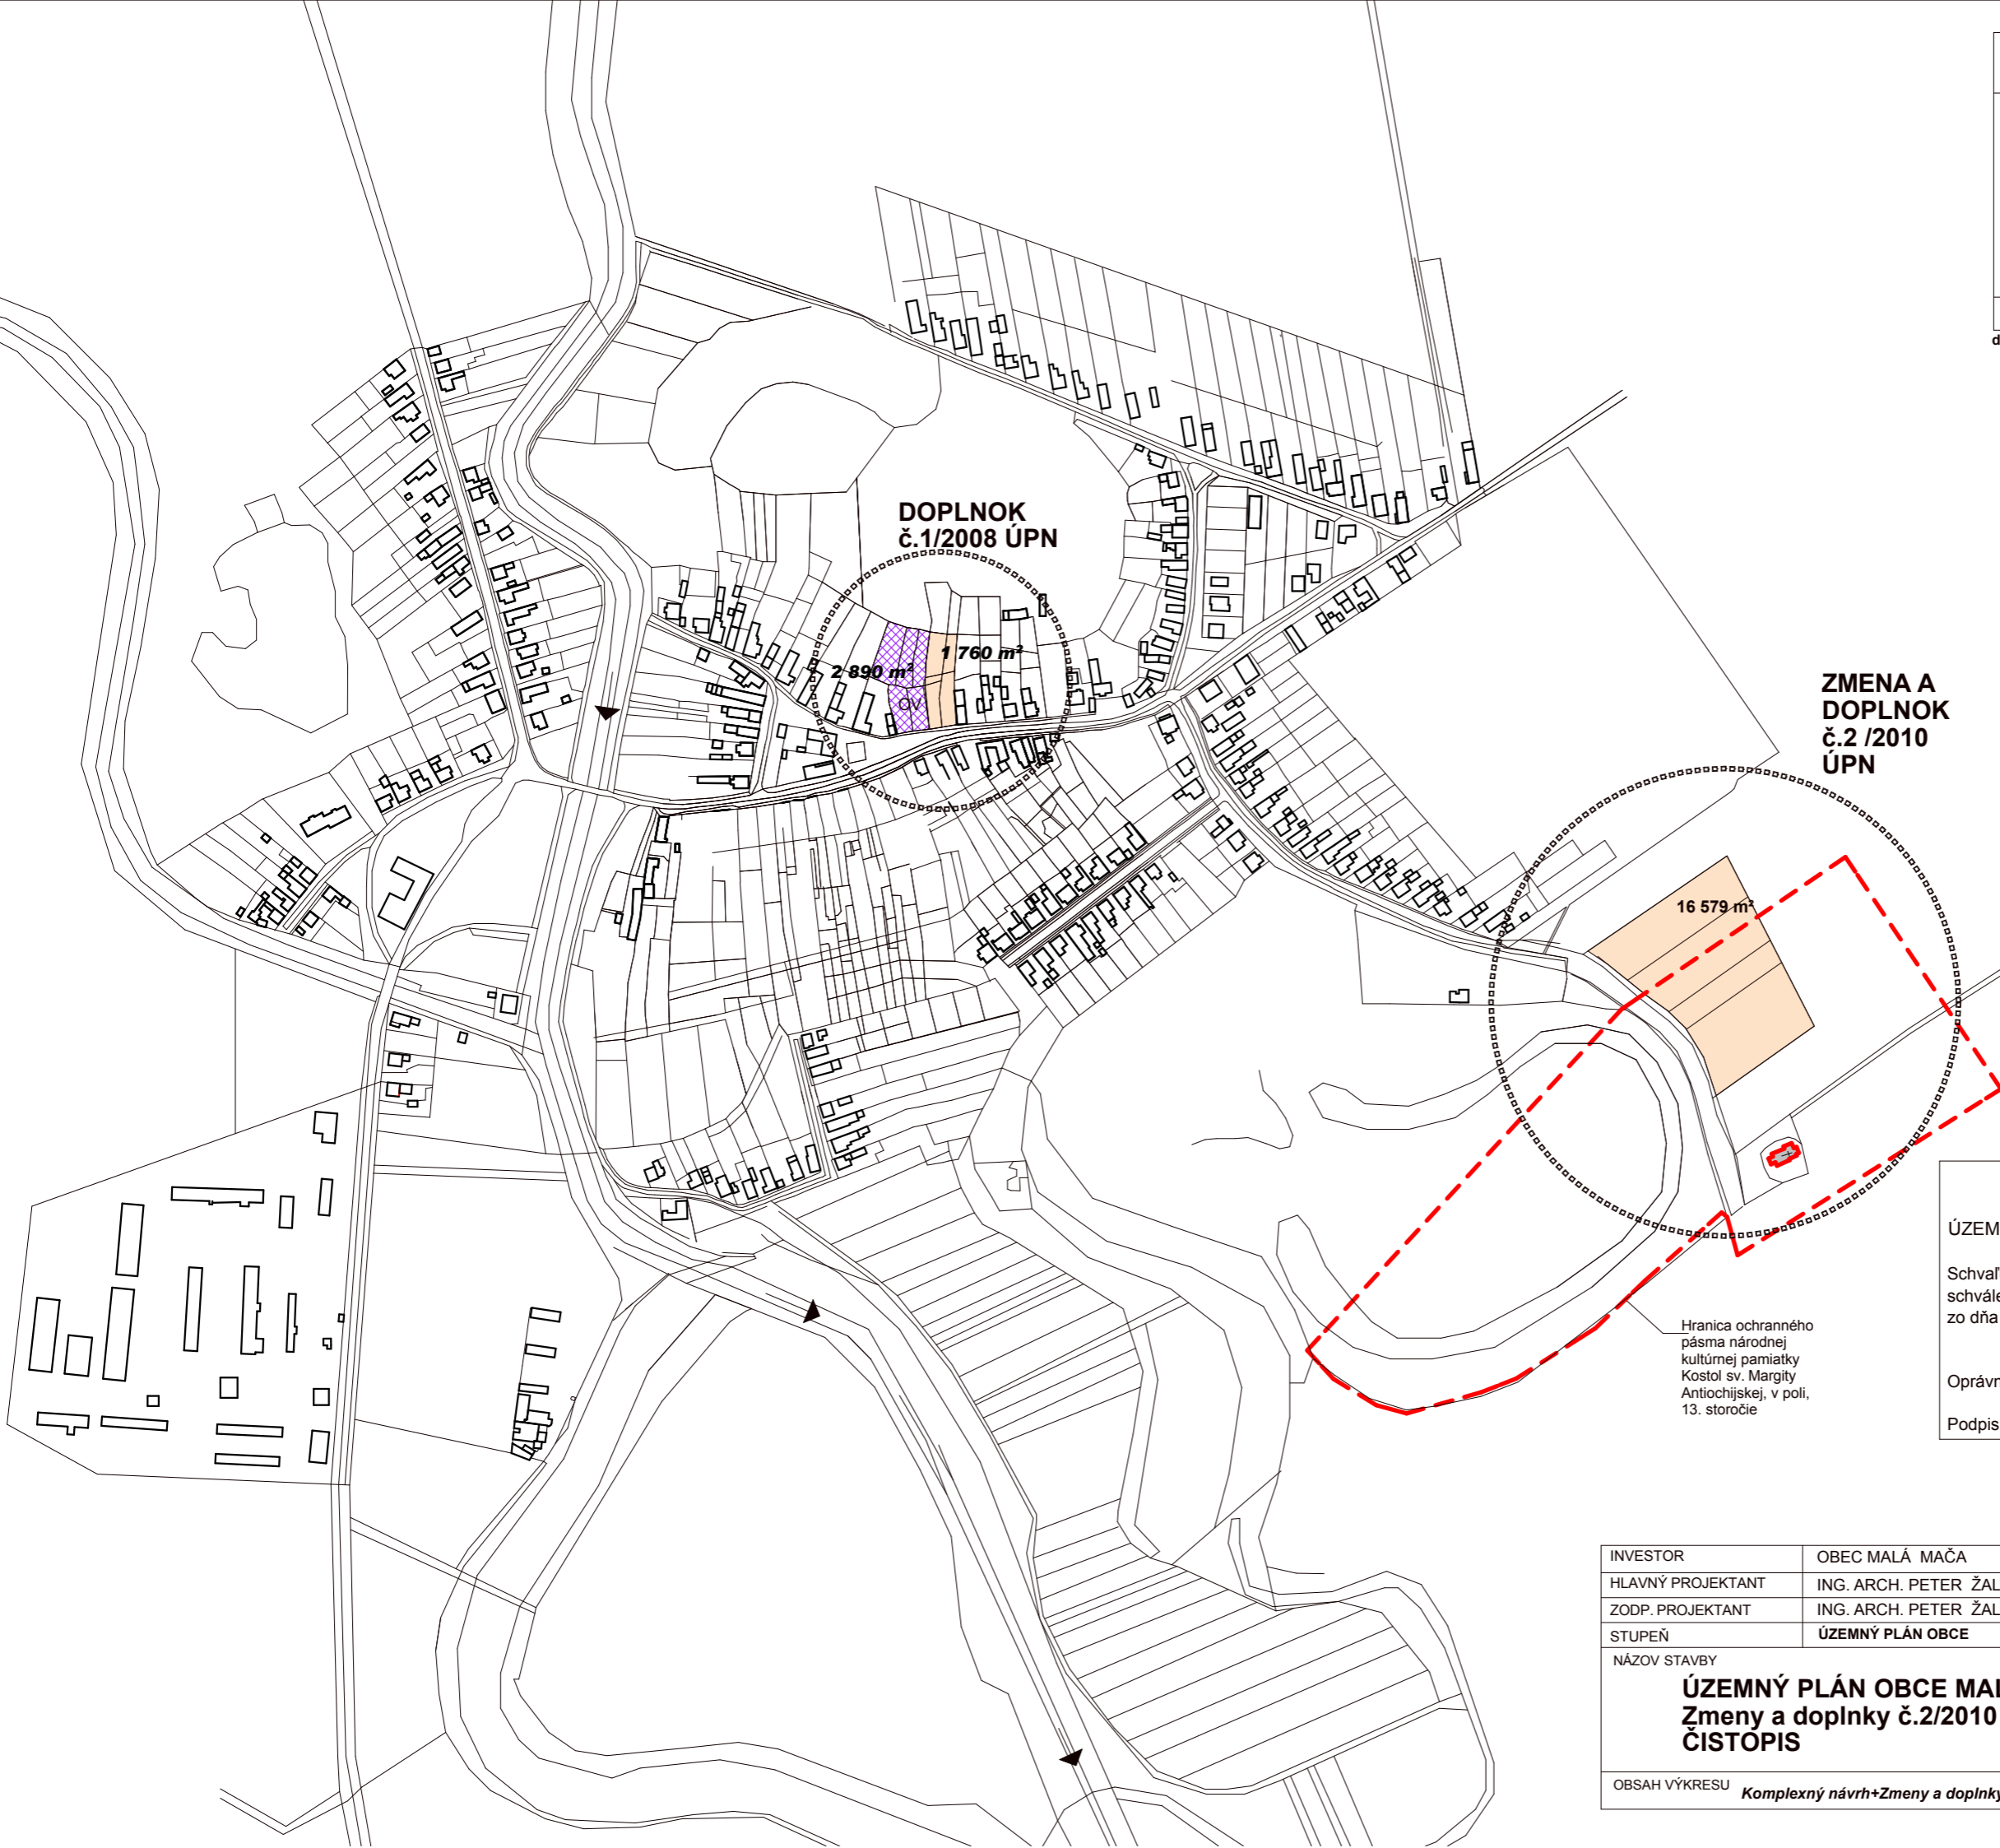 DOPLNOK
č.1/2008 ÚPN
1 760 m²
2 890 m²
OV
ZMENA A
DOPLNOK
č.2 /2010
ÚPN
16 579 m²
Hranica ochranného
pásma národnej
kultúrnej pamiatky
Kostol sv. Margity
Antiochijskej, v poli,
13. storočie
d
ÚZEM
Schvaľ
schvále
zo dňa
Oprávn
Podpis
INVESTOR OBEC MALÁ MAČA
HLAVNÝ PROJEKTANT ING. ARCH. PETER ŽAL
ZODP. PROJEKTANT ING. ARCH. PETER ŽAL
STUPEŇ ÚZEMNÝ PLÁN OBCE
NÁZOV STAVBY
ÚZEMNÝ PLÁN OBCE MAL
Zmeny a doplnky č.2/2010
ČISTOPIS
OBSAH VÝKRESU Komplexný návrh+Zmeny a doplnky